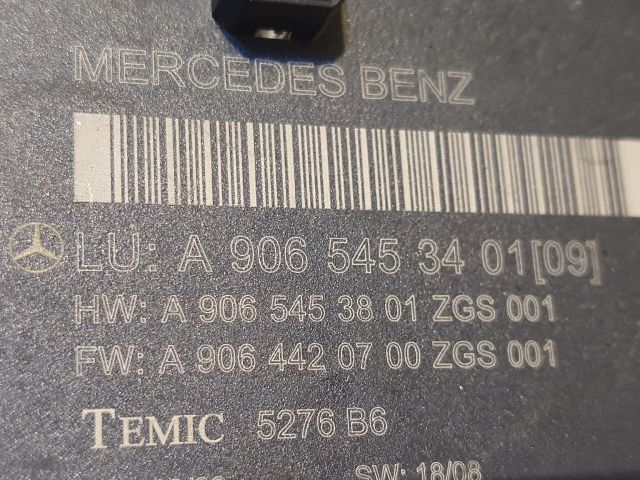 MERCEDES BENZ
LU: A 906 545 34 01[09]
HW: A 906 545 38 01 ZGS 001
FW: A 906 442 07 00 ZGS 001
TEMIC 5276 B6
SW: 18/08